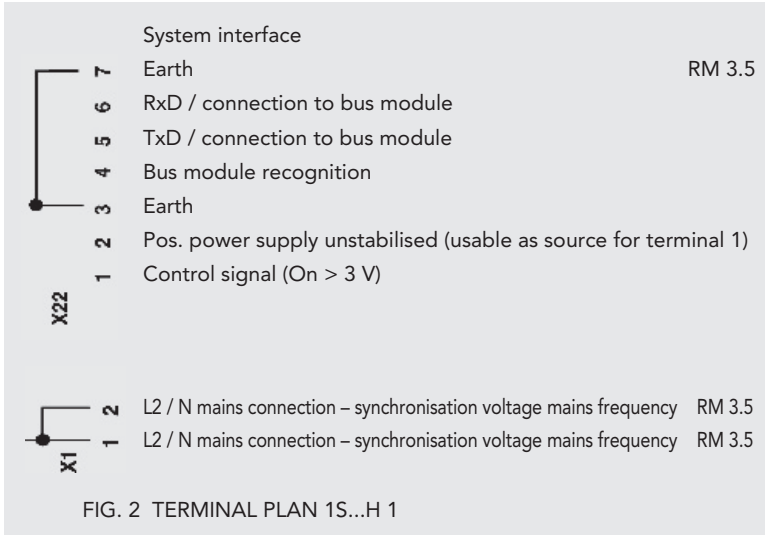 System interface
7 Earth RM 3.5
6 RxD / connection to bus module
5 TxD / connection to bus module
4 Bus module recognition
3 Earth
2 Pos. power supply unstabilised (usable as source for terminal 1)
1 Control signal (On > 3 V)
X22
2 L2 / N mains connection – synchronisation voltage mains frequency RM 3.5
1 L2 / N mains connection – synchronisation voltage mains frequency RM 3.5
X1
FIG. 2 TERMINAL PLAN 1S...H 1